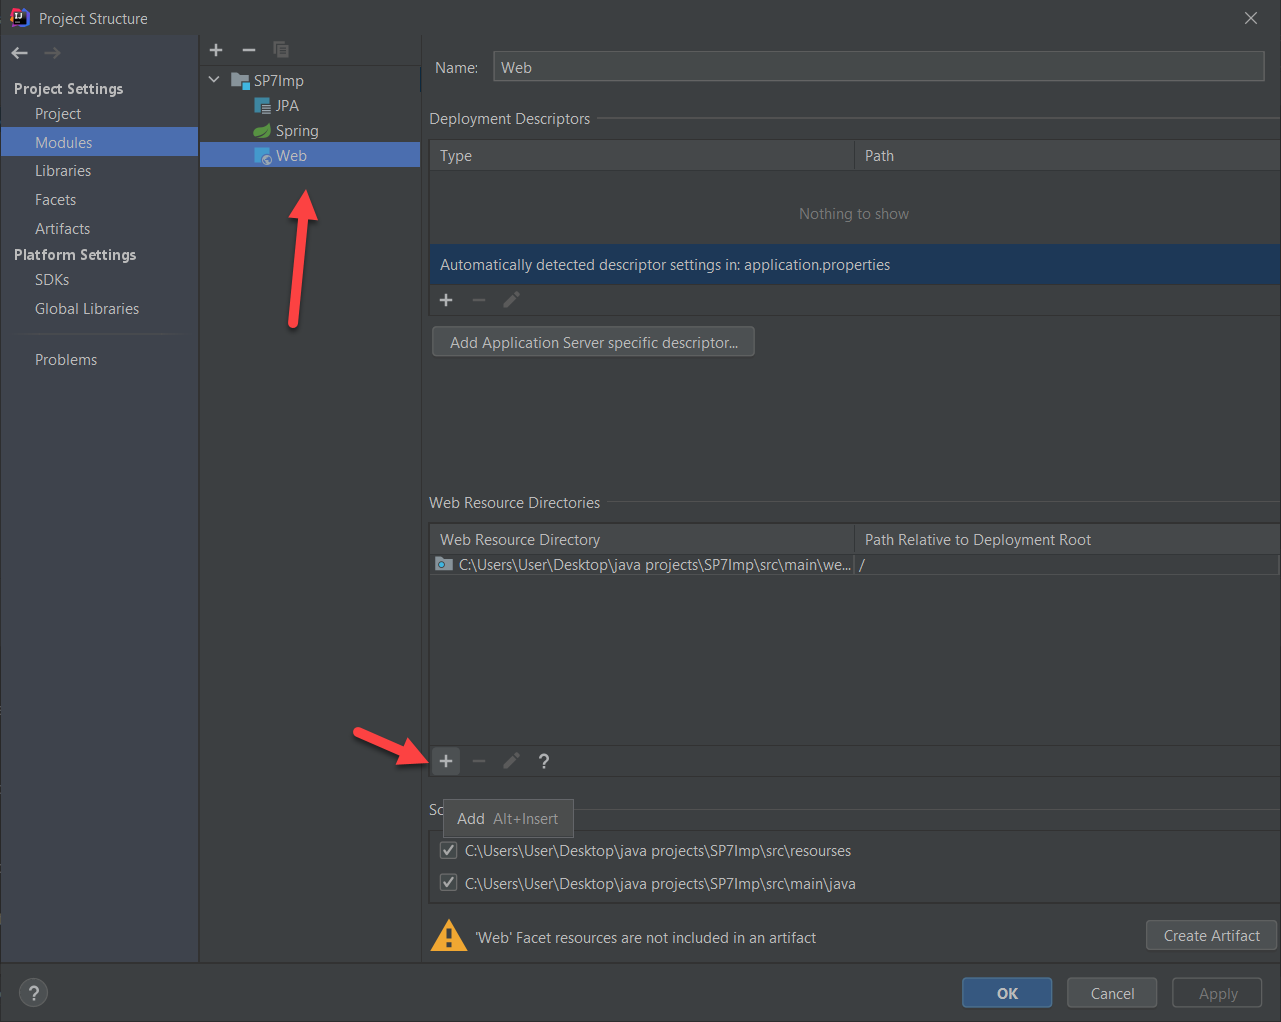 Project Structure
Project Settings
Project
Modules
Libraries
Facets
Artifacts
Platform Settings
SDKs
Global Libraries
Problems
SP7Imp
JPA
Spring
Web
Name: Web
Deployment Descriptors
Type Path
Nothing to show
Automatically detected descriptor settings in: application.properties
Add Application Server specific descriptor...
Web Resource Directories
Web Resource Directory Path Relative to Deployment Root
C:\Users\User\Desktop\java projects\SP7Imp\src\main\we... /
?
Add Alt+Insert
C:\Users\User\Desktop\java projects\SP7Imp\src\resourses
C:\Users\User\Desktop\java projects\SP7Imp\src\main\java
'Web' Facet resources are not included in an artifact
Create Artifact
?
OK Cancel Apply